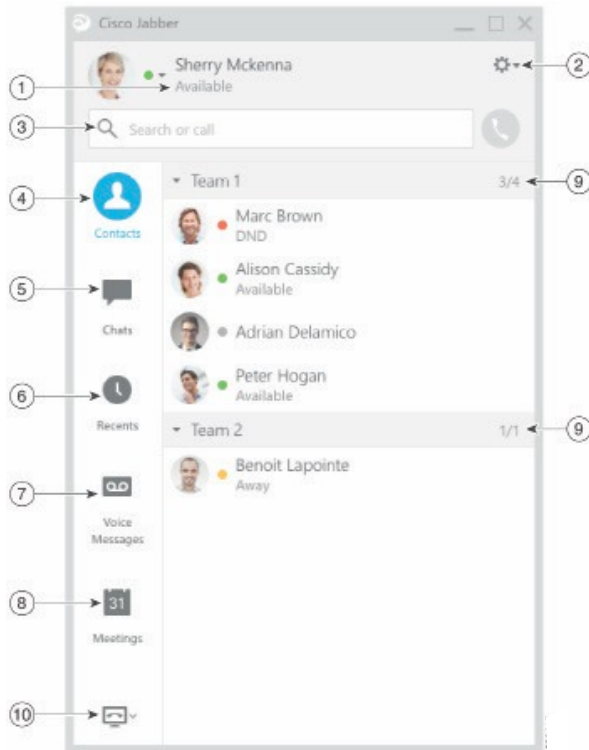 Cisco Jabber
Sherry Mckenna
Available
Search or call
Contacts
Chats
Recents
Voice
Messages
31
Meetings
Team 1 3/4
Marc Brown
DND
Alison Cassidy
Available
Adrian Delamico
Peter Hogan
Available
Team 2 1/1
Benoit Lapointe
Away
1
2
3
4
5
6
7
8
9
9
10